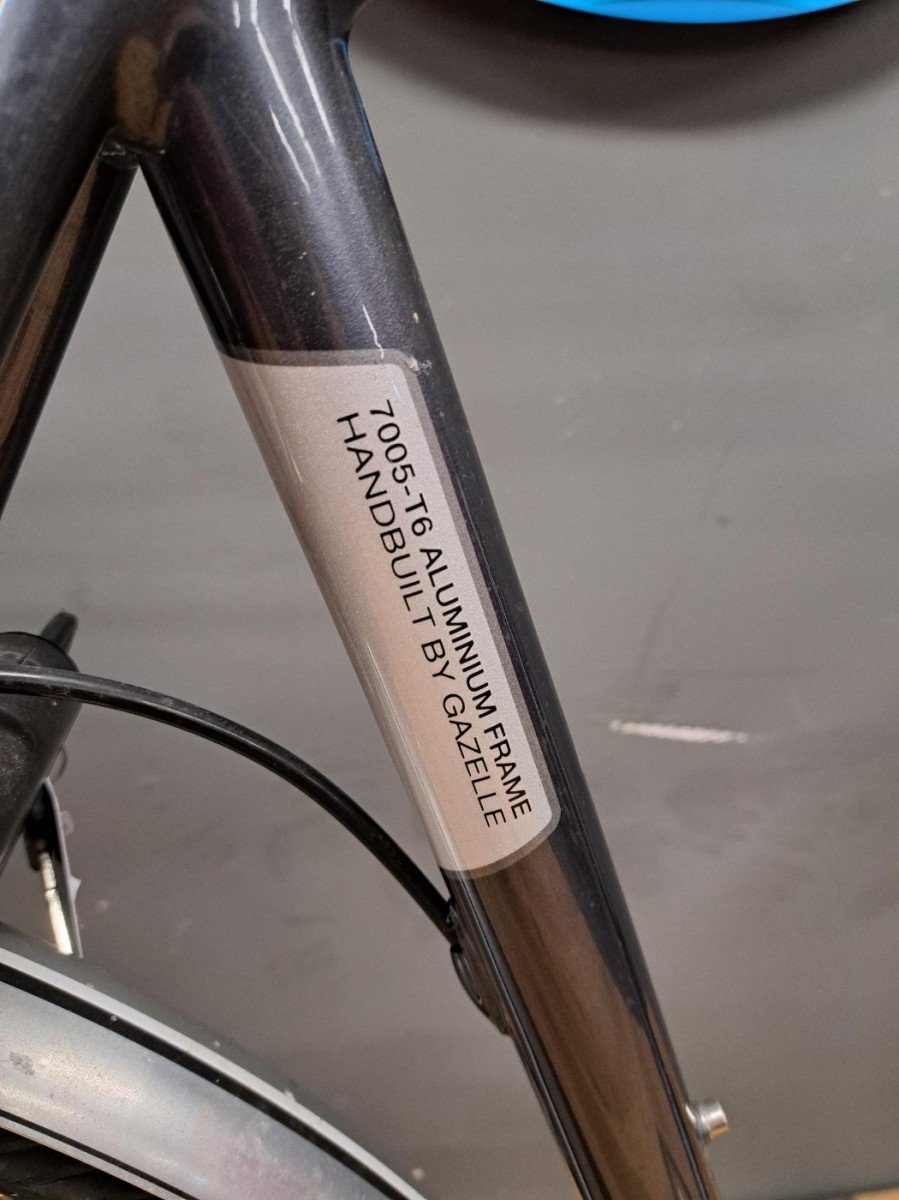 7005-T6 ALUMINIUM FRAME
HANDBUILT BY GAZELLE